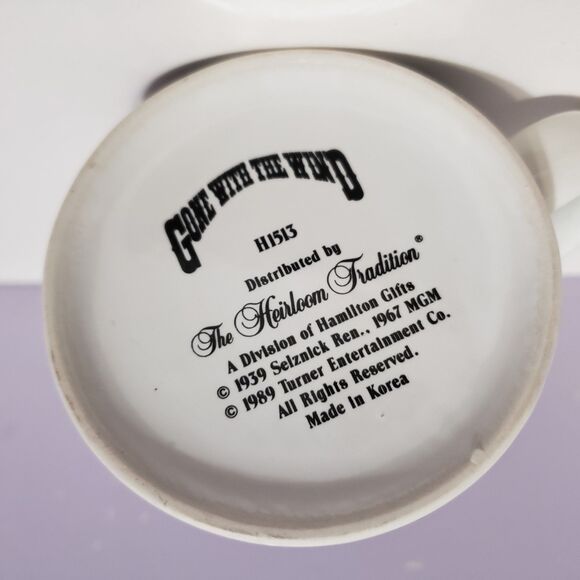 GONE WITH THE WIND
H1513
Distributed by
The Heirloom Tradition®
A Division of Hamilton Gifts
© 1939 Selznick Ren., 1967 MGM
© 1989 Turner Entertainment Co.
All Rights Reserved.
Made in Korea